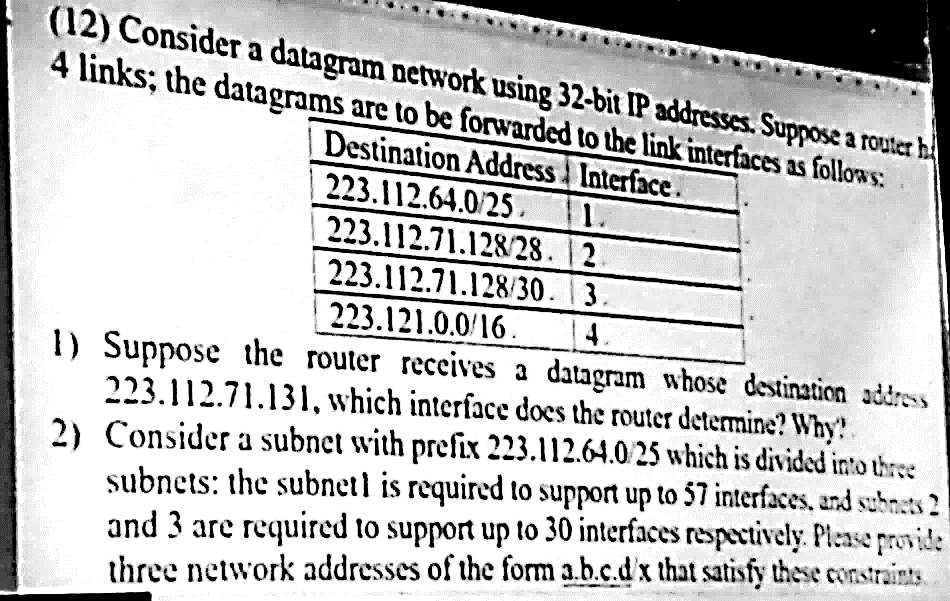 (12) Consider a datagram network using 32-bit IP addresses. Suppose a router
4 links; the datagrams are to be forwarded to the link interfaces as follows:
Destination Address Interface
223.112.64.0/25 1
223.112.71.128/28 2
223.112.71.128/30 3
223.121.0.0/16 4
1) Suppose the router receives a datagram whose destination address
223.112.71.131, which interface does the router determine? Why?
2) Consider a subnet with prefix 223.112.64.0/25 which is divided into three
subnets: the subnet1 is required to support up to 57 interfaces, and subnets 2
and 3 are required to support up to 30 interfaces respectively. Please provide
three network addresses of the form a.b.c.d/x that satisfy these constraints.